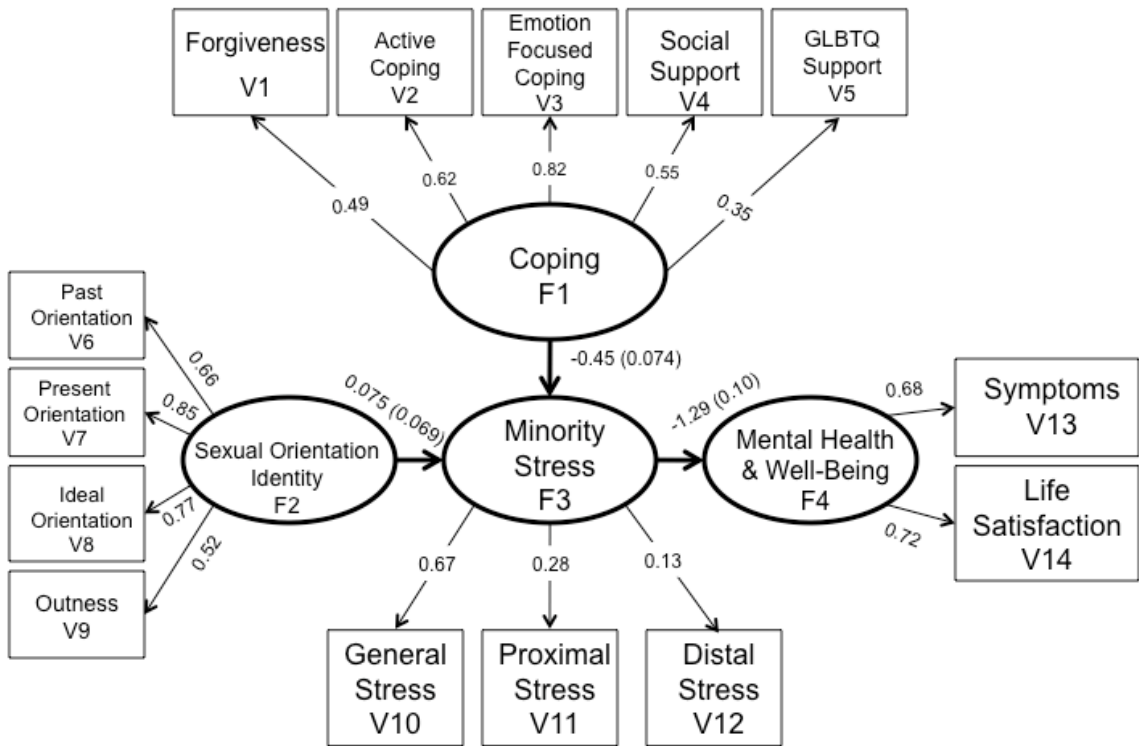 Forgiveness
V1
Active
Coping
V2
Emotion
Focused
Coping
V3
Social
Support
V4
GLBTQ
Support
V5
0.49
0.62
0.82
0.55
0.35
Coping
F1
-0.45 (0.074)
Past
Orientation
V6
Present
Orientation
V7
Ideal
Orientation
V8
Outness
V9
0.66
0.85
0.77
0.52
Sexual Orientation
Identity
F2
0.075 (0.069)
Minority
Stress
F3
-1.29 (0.10)
Mental Health
& Well-Being
F4
0.68
0.72
Symptoms
V13
Life
Satisfaction
V14
0.67
0.28
0.13
General
Stress
V10
Proximal
Stress
V11
Distal
Stress
V12